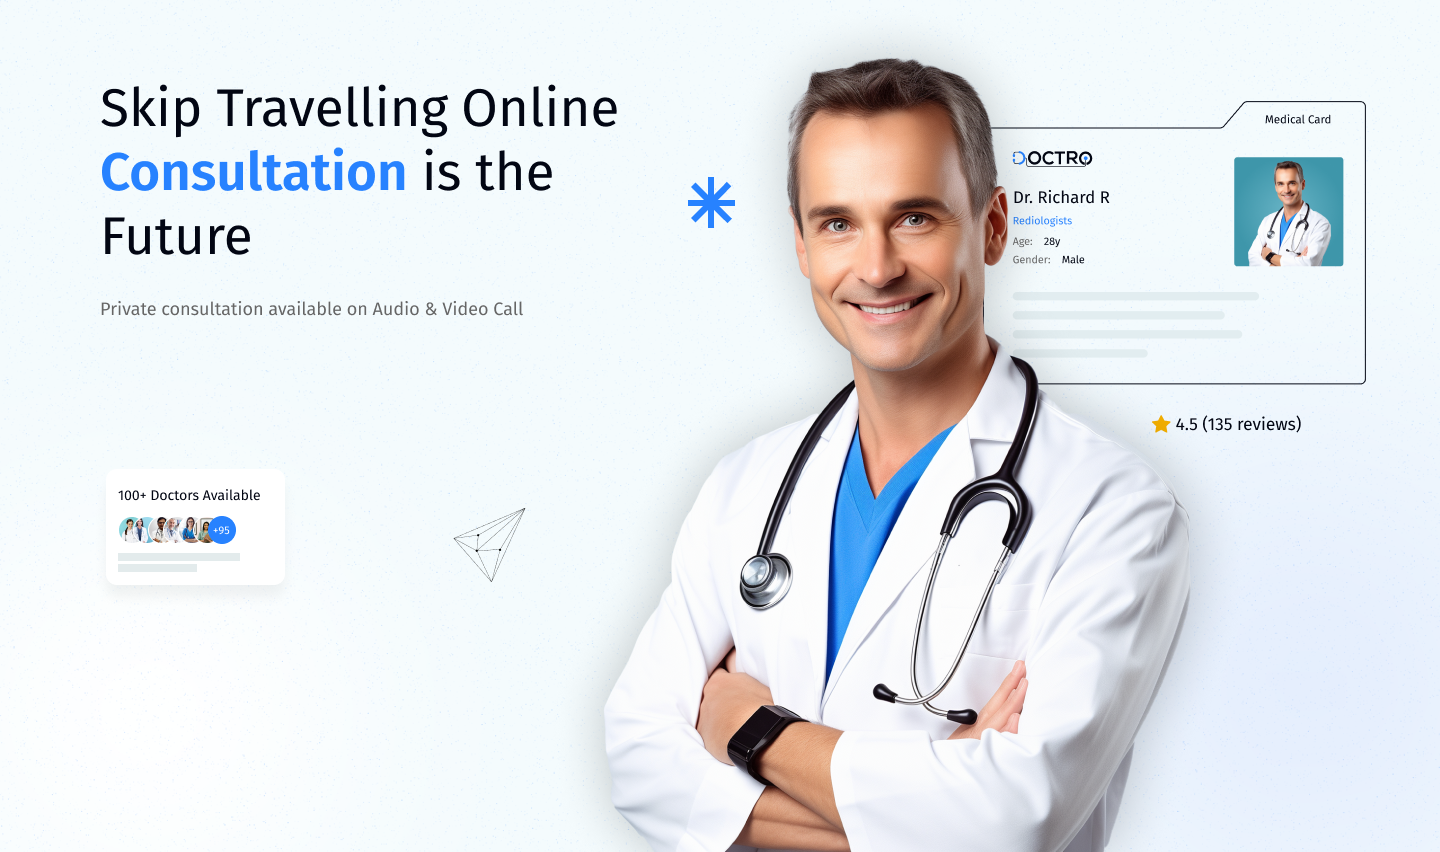 Skip Travelling Online
Consultation is the
Future
Private consultation available on Audio & Video Call
Medical Card
DOCTRO
Dr. Richard R
Rediologists
Age: 28y
Gender: Male
4.5 (135 reviews)
100+ Doctors Available
+95